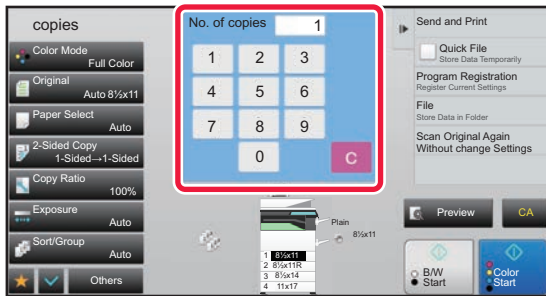 copies
Color Mode
Full Color
Original
Auto 8½x11
Paper Select
Auto
2-Sided Copy
1-Sided→1-Sided
Copy Ratio
100%
Exposure
Auto
Sort/Group
Auto
Others
No. of copies 1
1 2 3
4 5 6
7 8 9
0 C
Plain
8½x11
1 8½x11
2 8½x11R
3 8½x14
4 11x17
Send and Print
Quick File
Store Data Temporarily
Program Registration
Register Current Settings
File
Store Data in Folder
Scan Original Again
Without change Settings
Preview
CA
B/W
Start
Color
Start